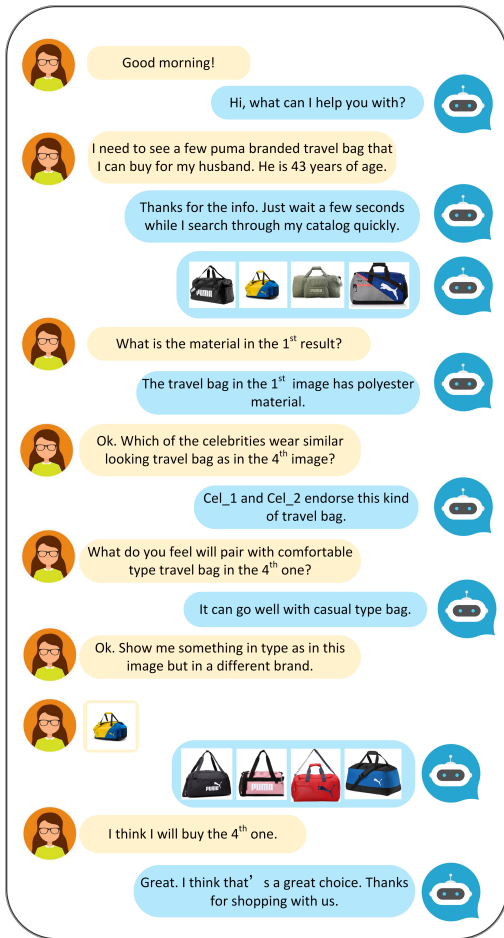 Good morning!
Hi, what can I help you with?
I need to see a few puma branded travel bag that
I can buy for my husband. He is 43 years of age.
Thanks for the info. Just wait a few seconds
while I search through my catalog quickly.
PUMA
PUMA
What is the material in the 1st result?
The travel bag in the 1st image has polyester
material.
Ok. Which of the celebrities wear similar
looking travel bag as in the 4th image?
Cel_1 and Cel_2 endorse this kind
of travel bag.
What do you feel will pair with comfortable
type travel bag in the 4th one?
It can go well with casual type bag.
Ok. Show me something in type as in this
image but in a different brand.
PUMA
I think I will buy the 4th one.
Great. I think that’s a great choice. Thanks
for shopping with us.